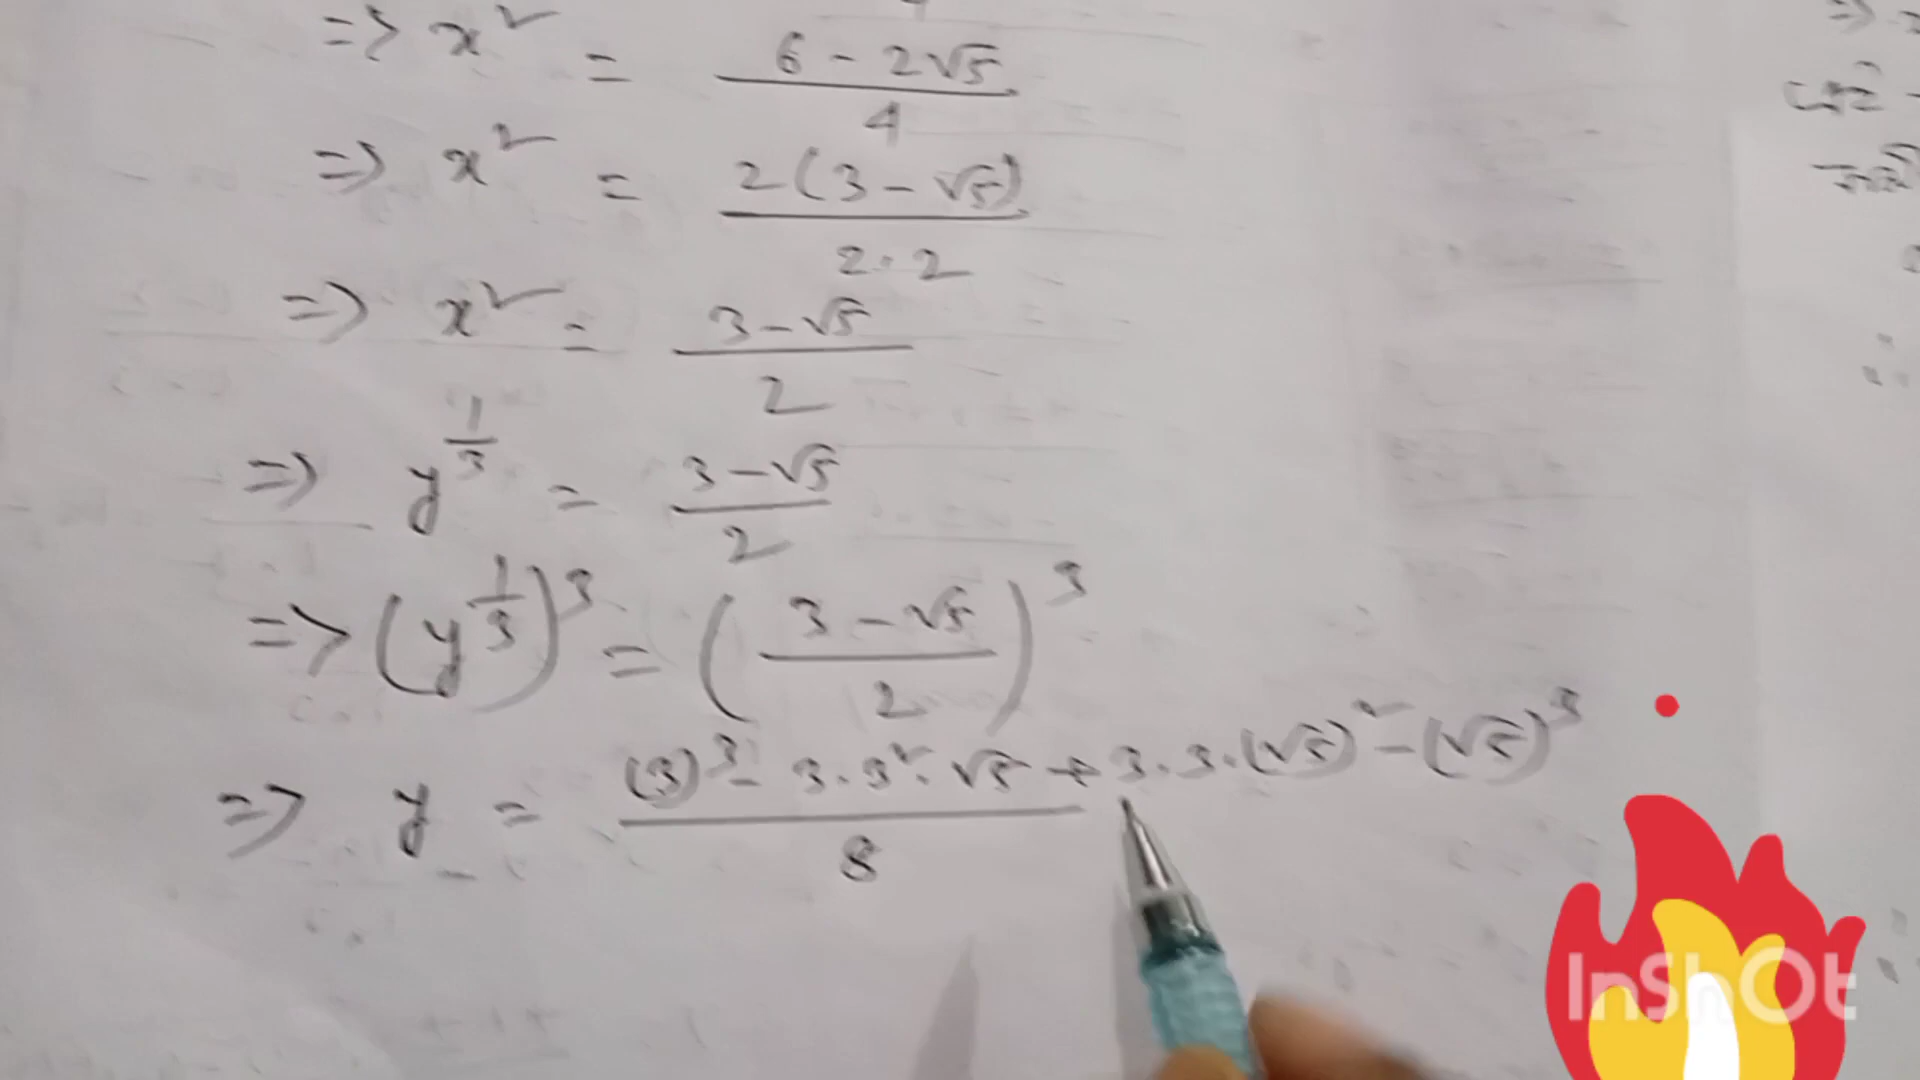 => x² = 6 - 2√5 / 4
=> x² = 2(3 - √5) / 2.2
=> x² = 3 - √5 / 2
=> y^(1/3) = 3 - √5 / 2
=> (y^(1/3))³ = (3 - √5 / 2)³
=> y = (3)³ - 3.3².√5 + 3.3.(√5)² - (√5)³ / 8
InShOt